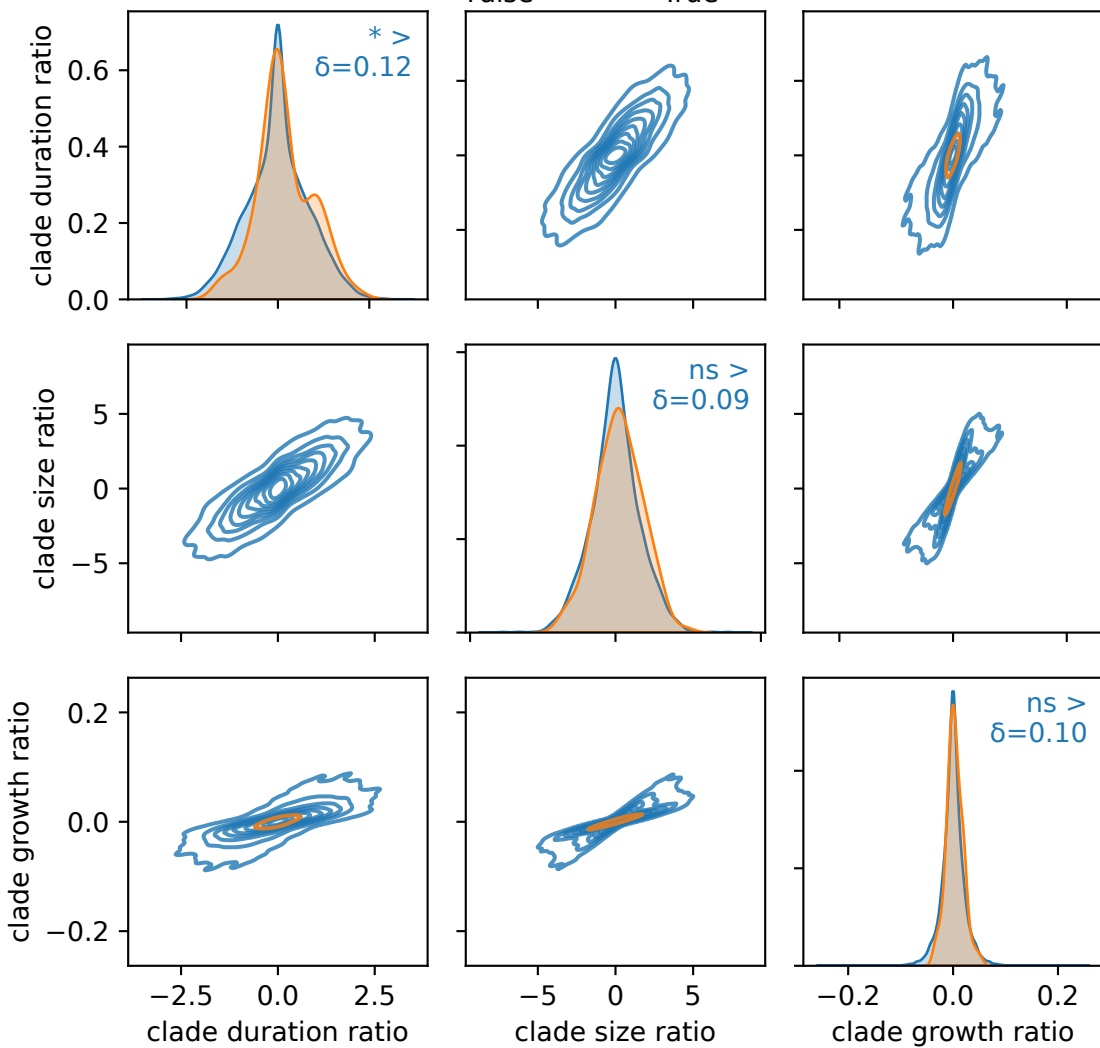 True
* >
δ=0.12
clade duration ratio
0.6
0.4
0.2
0.0
ns >
δ=0.09
clade size ratio
5
0
−5
ns >
δ=0.10
clade growth ratio
0.2
0.0
−0.2
−2.5 0.0 2.5
−5 0 5
−0.2 0.0 0.2
clade duration ratio
clade size ratio
clade growth ratio